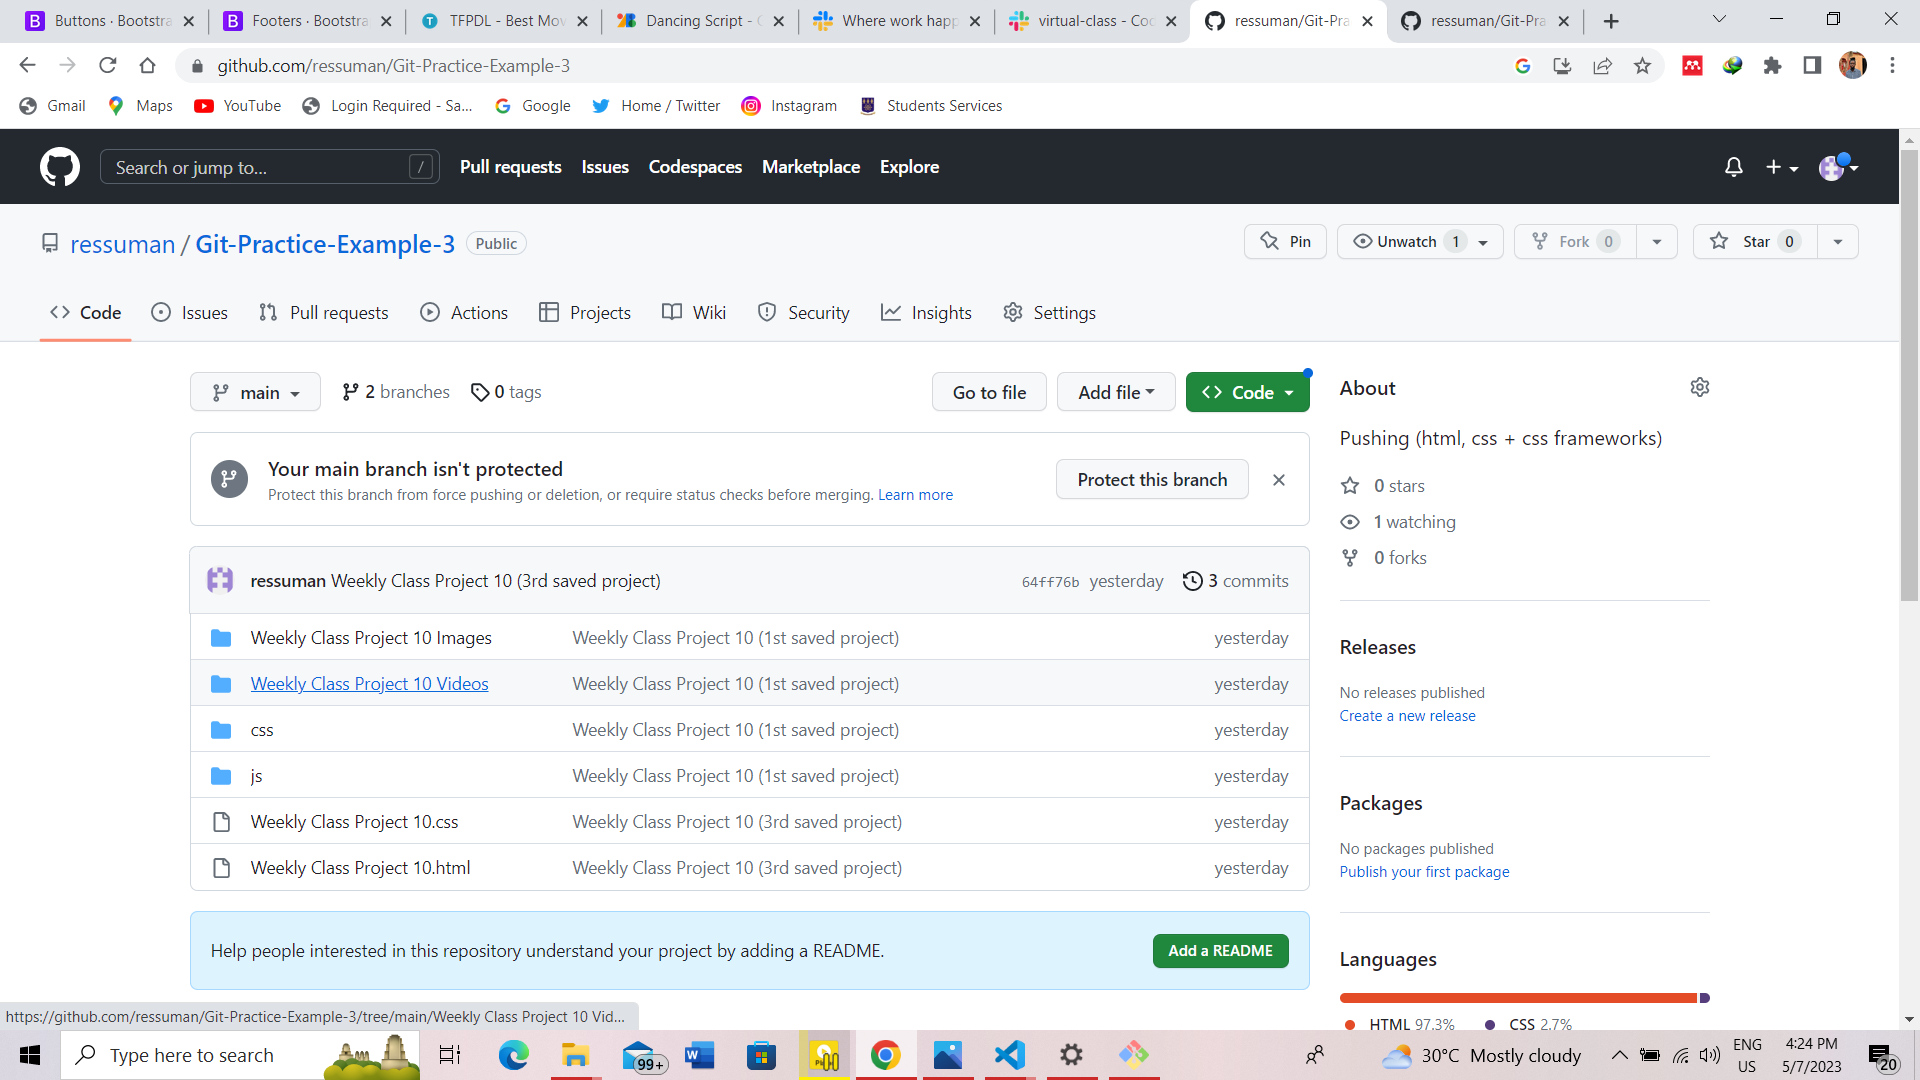 Buttons · Bootstra
Footers · Bootstra
TFPDL - Best Mov
Dancing Script - G
Where work happ
virtual-class - Coc
ressuman/Git-Pra
ressuman/Git-Pra
github.com/ressuman/Git-Practice-Example-3
Gmail Maps YouTube Login Required - Sa... Google Home / Twitter Instagram Students Services
Search or jump to... /
Pull requests Issues Codespaces Marketplace Explore
ressuman / Git-Practice-Example-3 Public
Pin Unwatch 1 Fork 0 Star 0
Code Issues Pull requests Actions Projects Wiki Security Insights Settings
main 2 branches 0 tags Go to file Add file Code
Your main branch isn't protected
Protect this branch from force pushing or deletion, or require status checks before merging. Learn more
Protect this branch
ressuman Weekly Class Project 10 (3rd saved project) 64ff76b yesterday 3 commits
Weekly Class Project 10 Images Weekly Class Project 10 (1st saved project) yesterday
Weekly Class Project 10 Videos Weekly Class Project 10 (1st saved project) yesterday
css Weekly Class Project 10 (1st saved project) yesterday
js Weekly Class Project 10 (1st saved project) yesterday
Weekly Class Project 10.css Weekly Class Project 10 (3rd saved project) yesterday
Weekly Class Project 10.html Weekly Class Project 10 (3rd saved project) yesterday
Help people interested in this repository understand your project by adding a README. Add a README
About
Pushing (html, css + css frameworks)
0 stars
1 watching
0 forks
Releases
No releases published
Create a new release
Packages
No packages published
Publish your first package
Languages
HTML 97.3% CSS 2.7%
https://github.com/ressuman/Git-Practice-Example-3/tree/main/Weekly Class Project 10 Vid...
Type here to search
99+
30°C Mostly cloudy
ENG
US
4:24 PM
5/7/2023
20